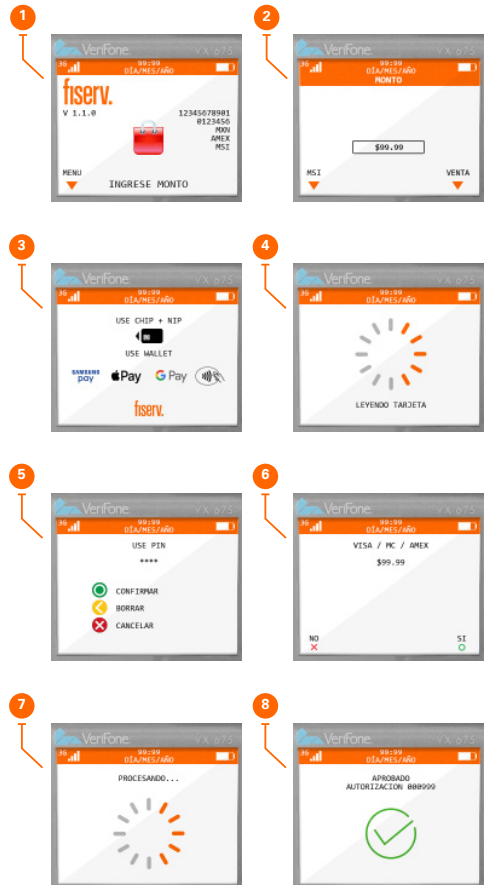 1
VeriFone VX 675
3G 99:99
DÍA/MES/AÑO
fiserv.
V 1.1.0
12345678901
0123456
MXN
AMEX
MSI
MENU
INGRESE MONTO
2
VeriFone VX 675
3G 99:99
DÍA/MES/AÑO
MONTO
$99.99
MSI VENTA
3
VeriFone VX 675
3G 99:99
DÍA/MES/AÑO
USE CHIP + NIP
USE WALLET
SAMSUNG pay Pay G Pay
fiserv.
4
VeriFone VX 675
3G 99:99
DÍA/MES/AÑO
LEYENDO TARJETA
5
VeriFone VX 675
3G 99:99
DÍA/MES/AÑO
USE PIN
****
CONFIRMAR
BORRAR
CANCELAR
6
VeriFone VX 675
3G 99:99
DÍA/MES/AÑO
VISA / MC / AMEX
$99.99
NO SI
7
VeriFone VX 675
3G 99:99
DÍA/MES/AÑO
PROCESANDO...
8
VeriFone VX 675
3G 99:99
DÍA/MES/AÑO
APROBADO
AUTORIZACION 000999